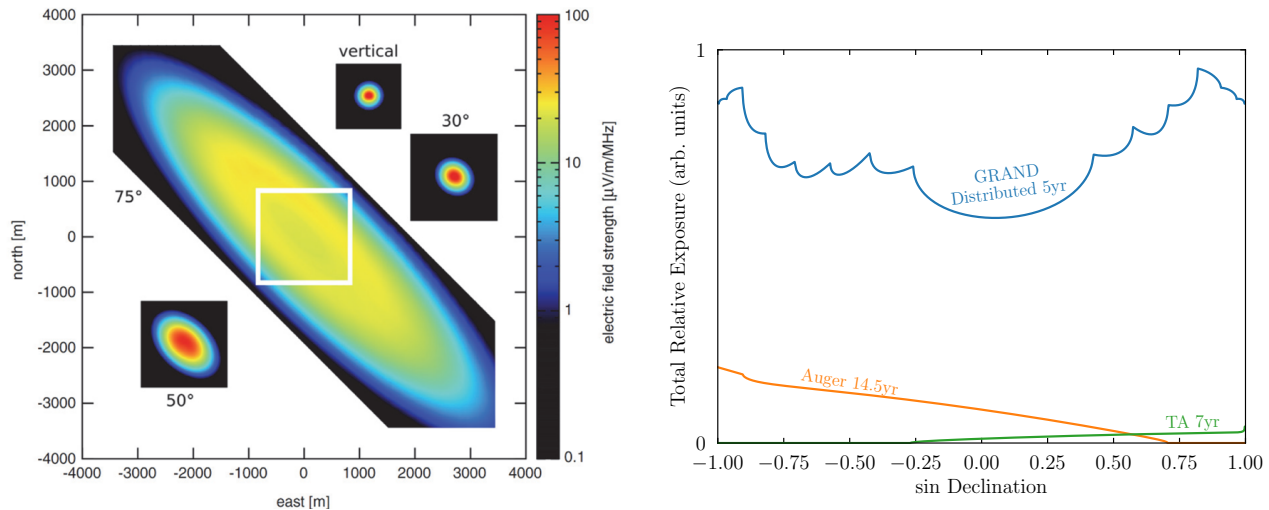 4000
3000
2000
1000
0
-1000
-2000
-3000
-4000
north [m]
-4000 -3000 -2000 -1000 0 1000 2000 3000 4000
east [m]
vertical
30°
75°
50°
100
10
1
0.1
electric field strength [µV/m/MHz]
1
0
Total Relative Exposure (arb. units)
GRAND
Distributed 5yr
Auger 14.5yr
TA 7yr
−1.00 −0.75 −0.50 −0.25 0.00 0.25 0.50 0.75 1.00
sin Declination